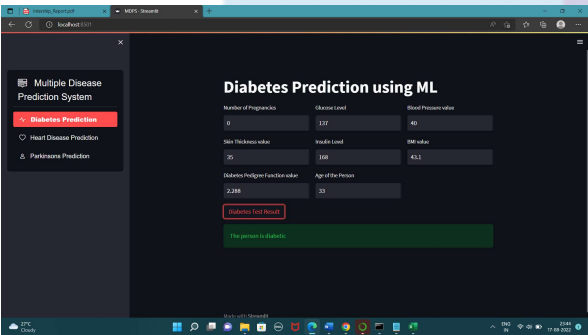 Internship_Report.pdf
MDPS · Streamlit
localhost:8501
Multiple Disease
Prediction System
Diabetes Prediction
Heart Disease Prediction
Parkinsons Prediction
Diabetes Prediction using ML
Number of Pregnancies
Glucose Level
Blood Pressure value
0
137
40
Skin Thickness value
Insulin Level
BMI value
35
168
43.1
Diabetes Pedigree Function value
Age of the Person
2.288
33
Diabetes Test Result
The person is diabetic
Made with Streamlit
27°C
Cloudy
ENG
IN
23:44
17-08-2022